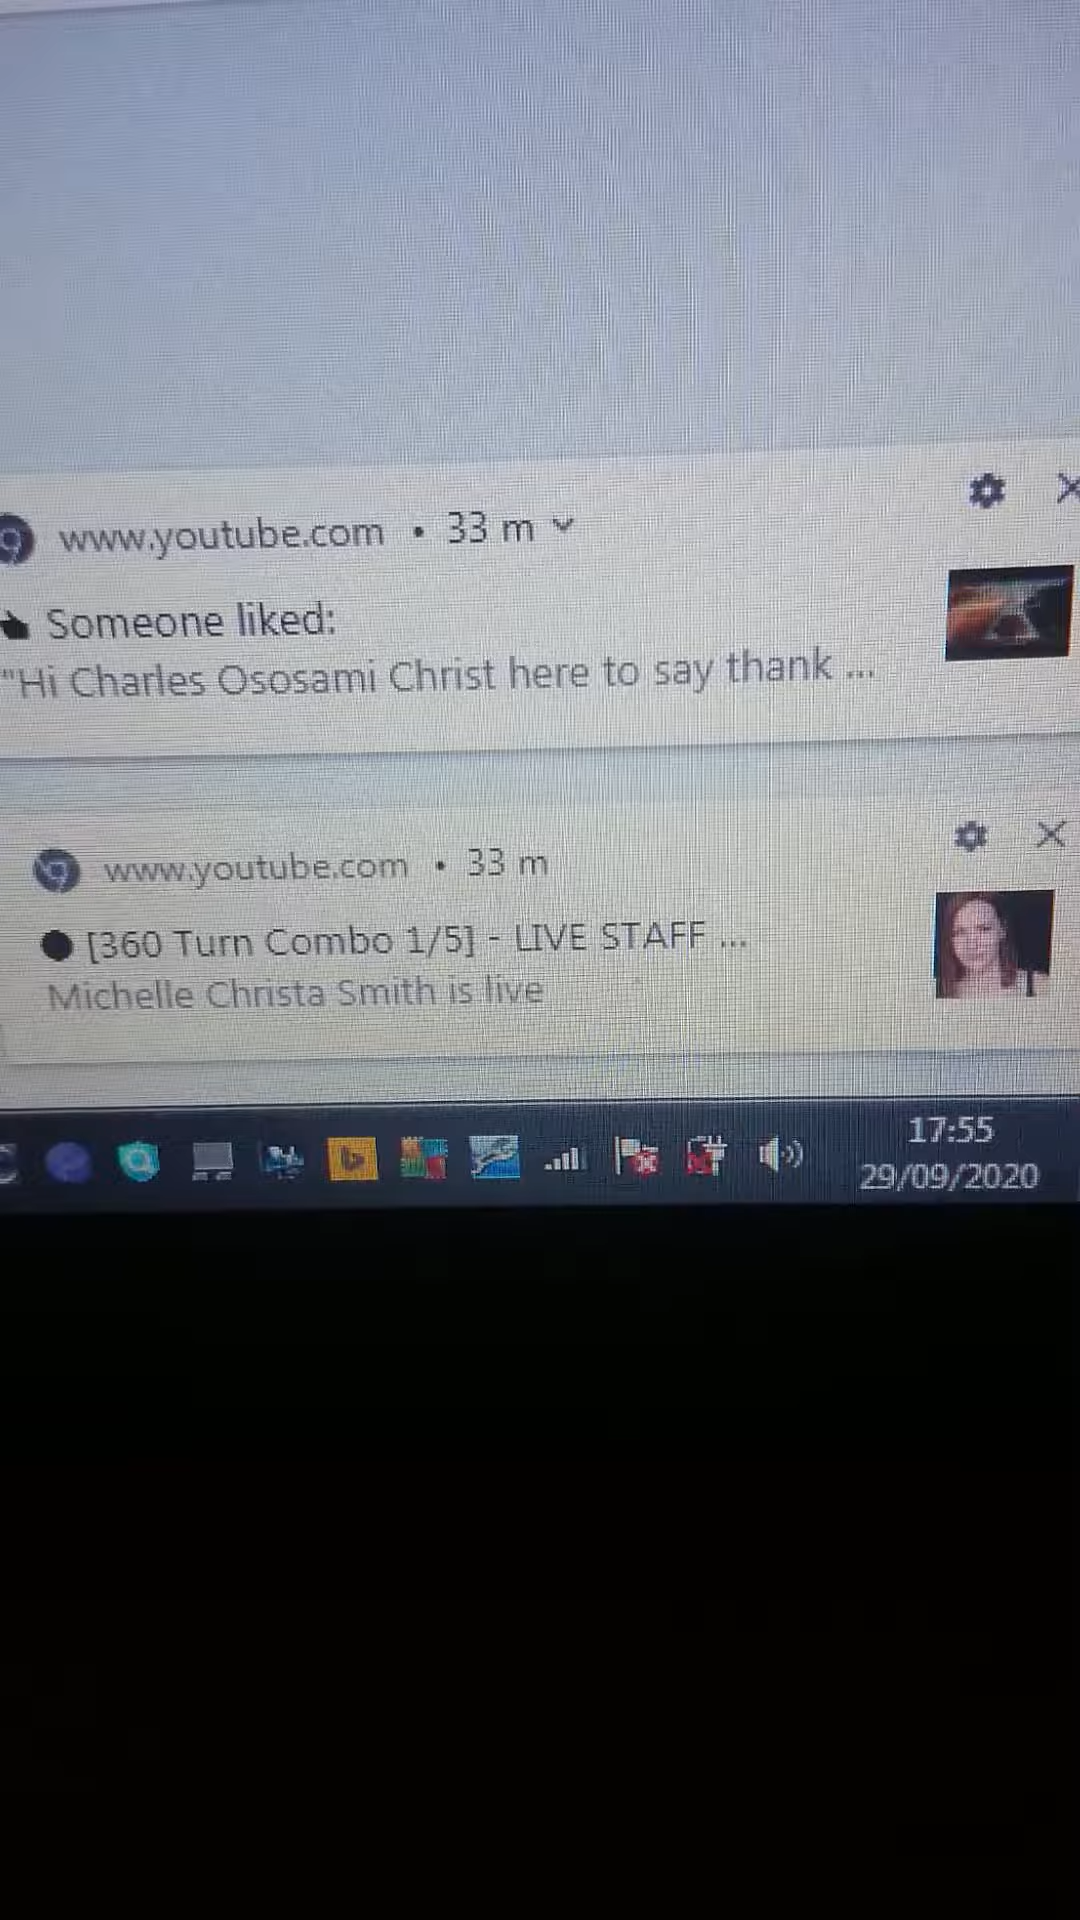 www.youtube.com • 33 m
Someone liked:
"Hi Charles Ososami Christ here to say thank ...
www.youtube.com • 33 m
[360 Turn Combo 1/5] - LIVE STAFF ...
Michelle Christa Smith is live
17:55
29/09/2020